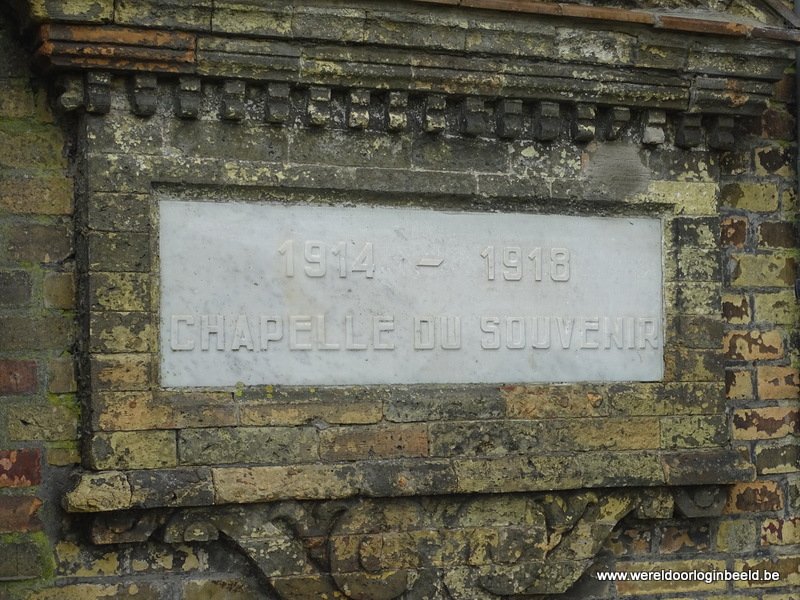 1914 – 1918
CHAPELLE DU SOUVENIR
www.wereldoorloginbeeld.be